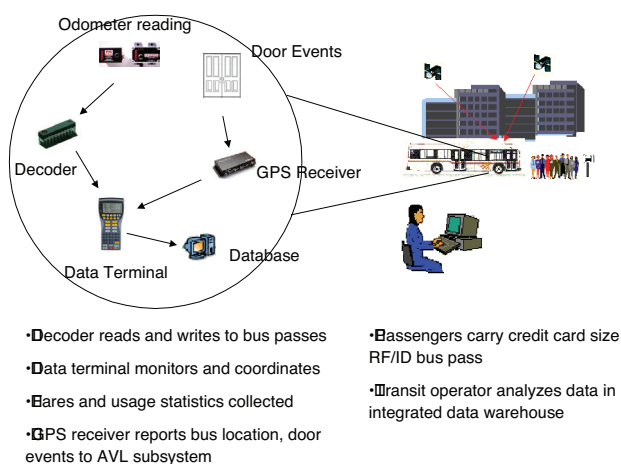 Odometer reading
Door Events
Decoder
GPS Receiver
Data Terminal
Database
•Decoder reads and writes to bus passes
•Data terminal monitors and coordinates
•Fares and usage statistics collected
•GPS receiver reports bus location, door
events to AVL subsystem
•Passengers carry credit card size
RF/ID bus pass
•Transit operator analyzes data in
integrated data warehouse